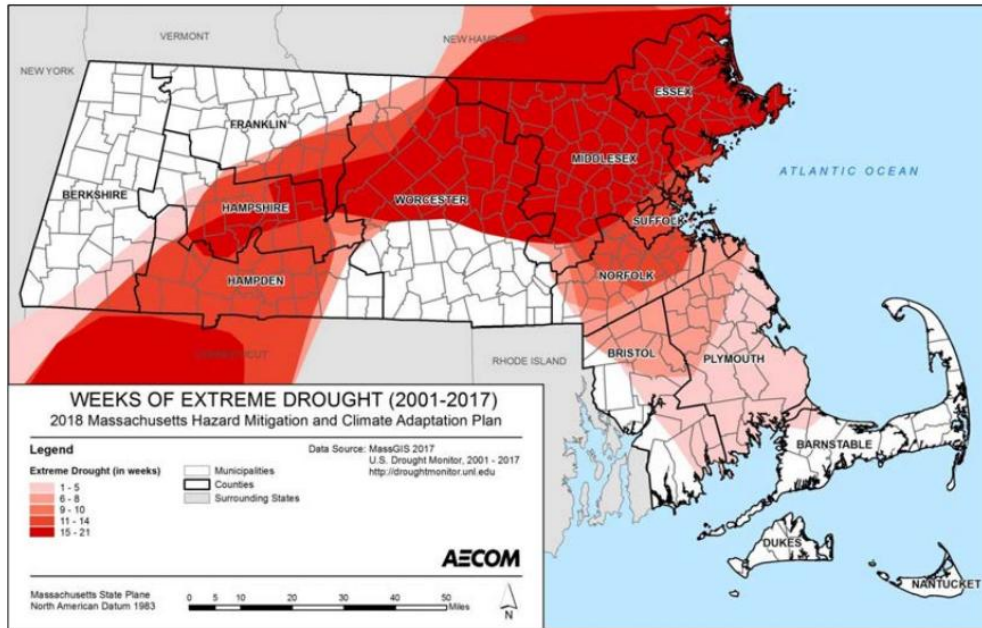 VERMONT
NEW HAMPSHIRE
NEW YORK
ESSEX
FRANKLIN
MIDDLESEX
ATLANTIC OCEAN
BERKSHIRE
HAMPSHIRE
WORCESTER
SUFFOLK
HAMPDEN
NORFOLK
CONNECTICUT
RHODE ISLAND
BRISTOL
PLYMOUTH
BARNSTABLE
DUKES
NANTUCKET
WEEKS OF EXTREME DROUGHT (2001-2017)
2018 Massachusetts Hazard Mitigation and Climate Adaptation Plan
Legend
Extreme Drought (in weeks)
1 - 5
6 - 8
9 - 10
11 - 14
15 - 21
Municipalities
Counties
Surrounding States
Data Source: MassGIS 2017
U.S. Drought Monitor, 2001 - 2017
http://droughtmonitor.unl.edu
AECOM
Massachusetts State Plane
North American Datum 1983
0 5 10 20 30 40 50
Miles
N